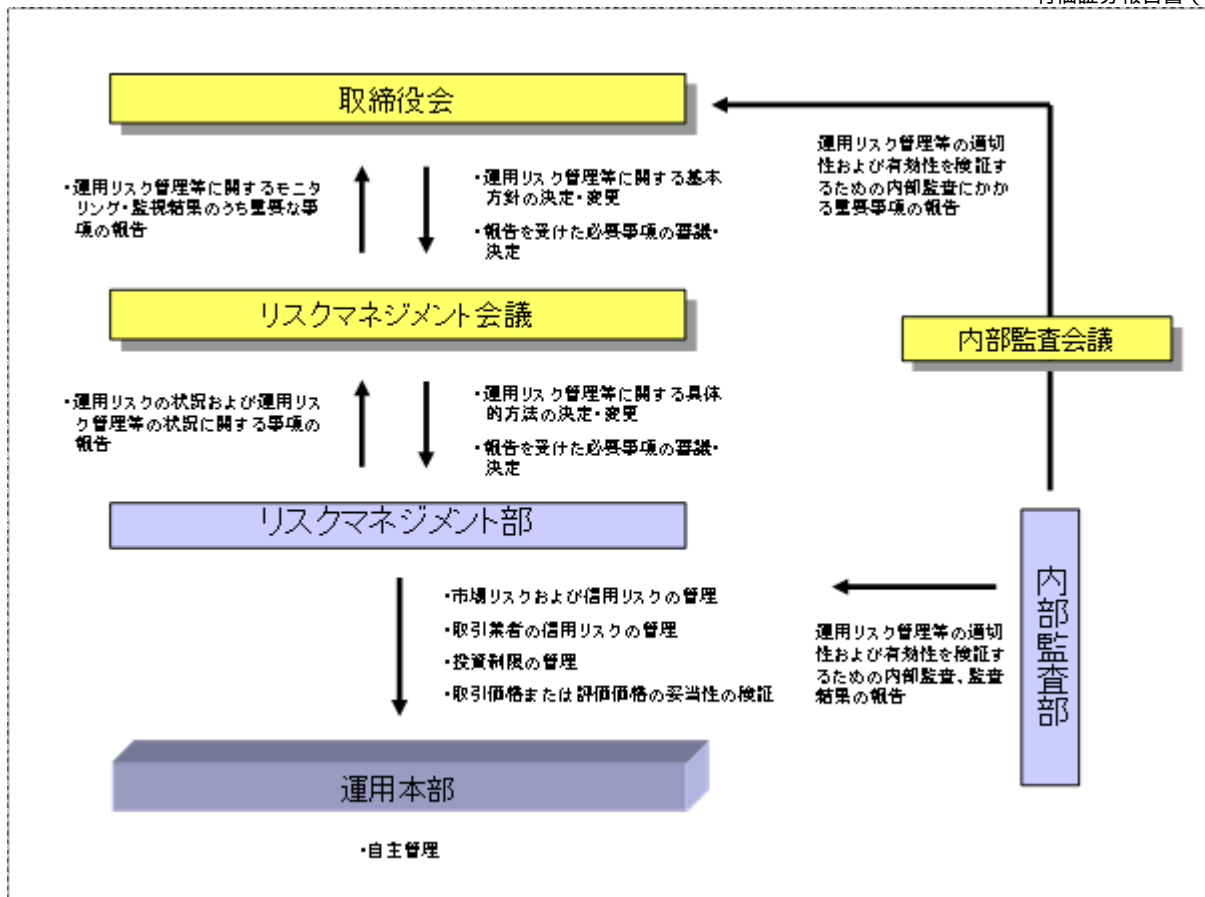 取締役会
・運用リスク管理等に関するモニタ
リング・監視結果のうち重要な事
項の報告
・運用リスク管理等に関する基本
方針の決定・変更
・報告を受けた必要事項の審議・
決定
運用リスク管理等の適切
性および有効性を検証す
るための内部監査にかか
る重要事項の報告
リスクマネジメント会議
内部監査会議
・運用リスクの状況および運用リス
ク管理等の状況に関する事項の
報告
・運用リスク管理等に関する具体
的方法の決定・変更
・報告を受けた必要事項の審議・
決定
リスクマネジメント部
内部監査部
・市場リスクおよび信用リスクの管理
・取引業者の信用リスクの管理
・投資制限の管理
・取引価格または評価価格の妥当性の検証
運用リスク管理等の適切
性および有効性を検証す
るための内部監査、監査
結果の報告
運用本部
・自主管理